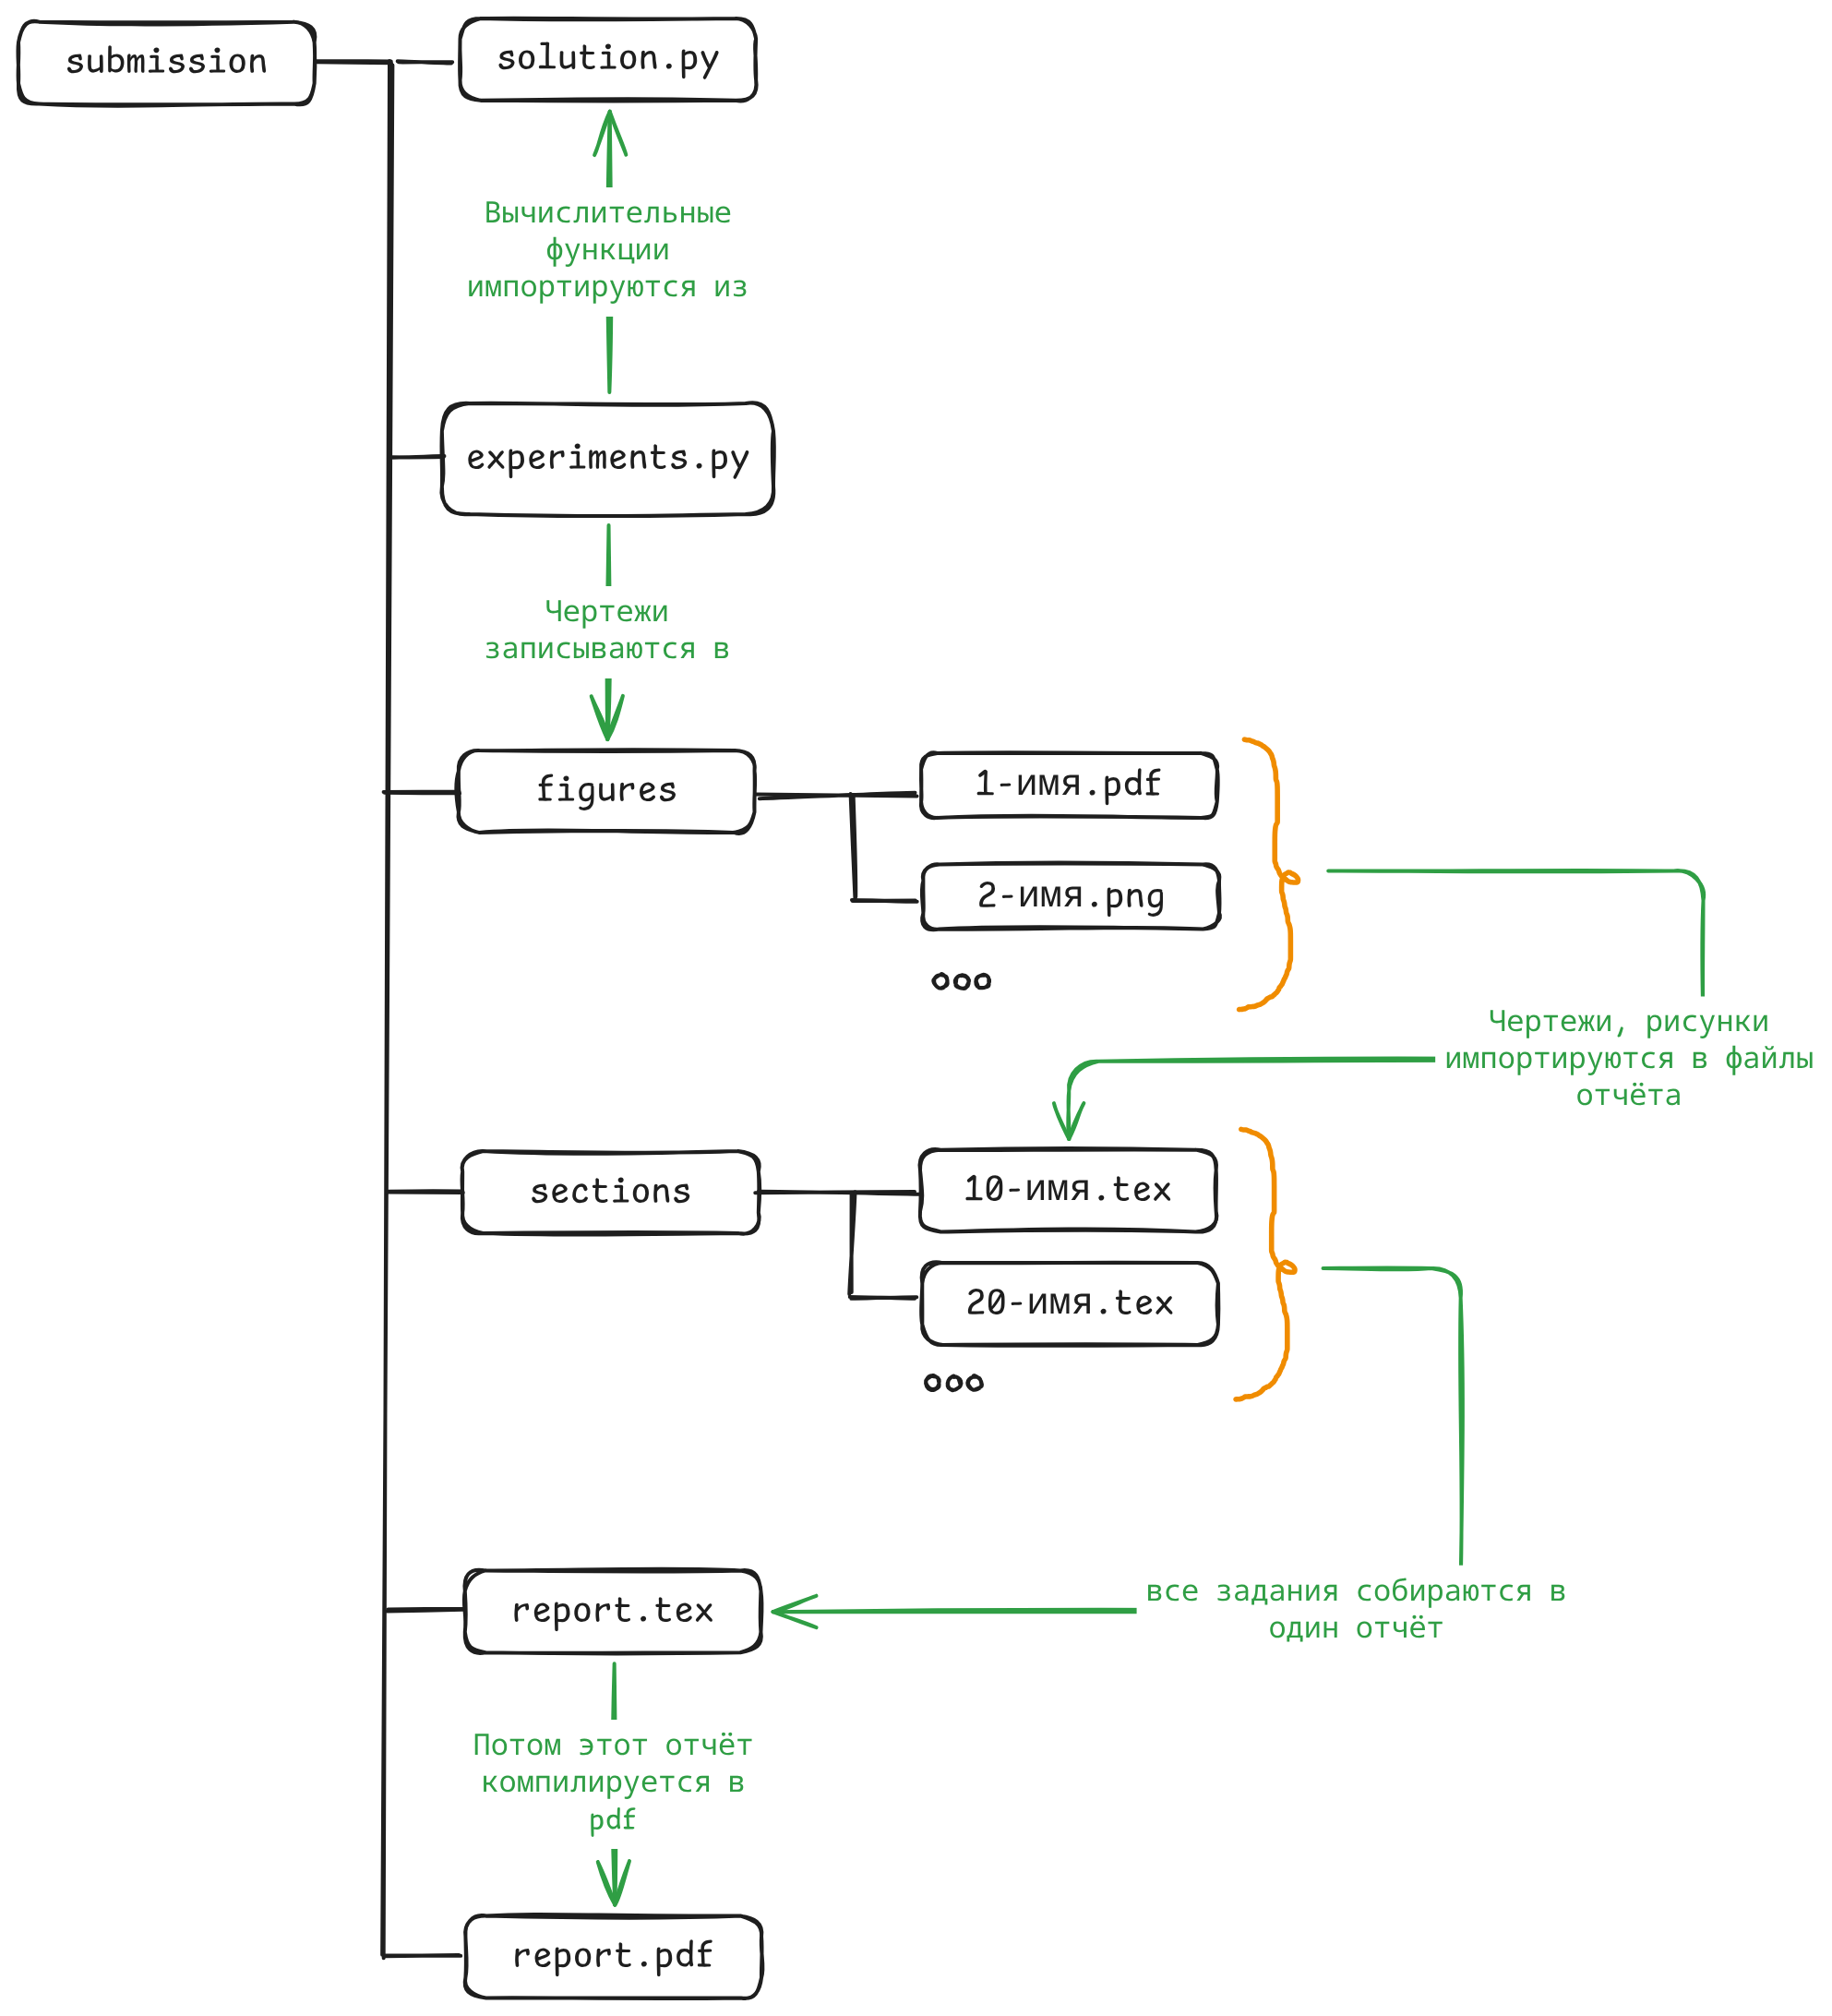 submission
solution.py
Вычислительные
функции
импортируются из
experiments.py
Чертежи
записываются в
figures
1-имя.pdf
2-имя.png
Чертежи, рисунки
импортируются в файлы
отчёта
sections
10-имя.tex
20-имя.tex
report.tex
все задания собираются в
один отчёт
Потом этот отчёт
компилируется в
pdf
report.pdf